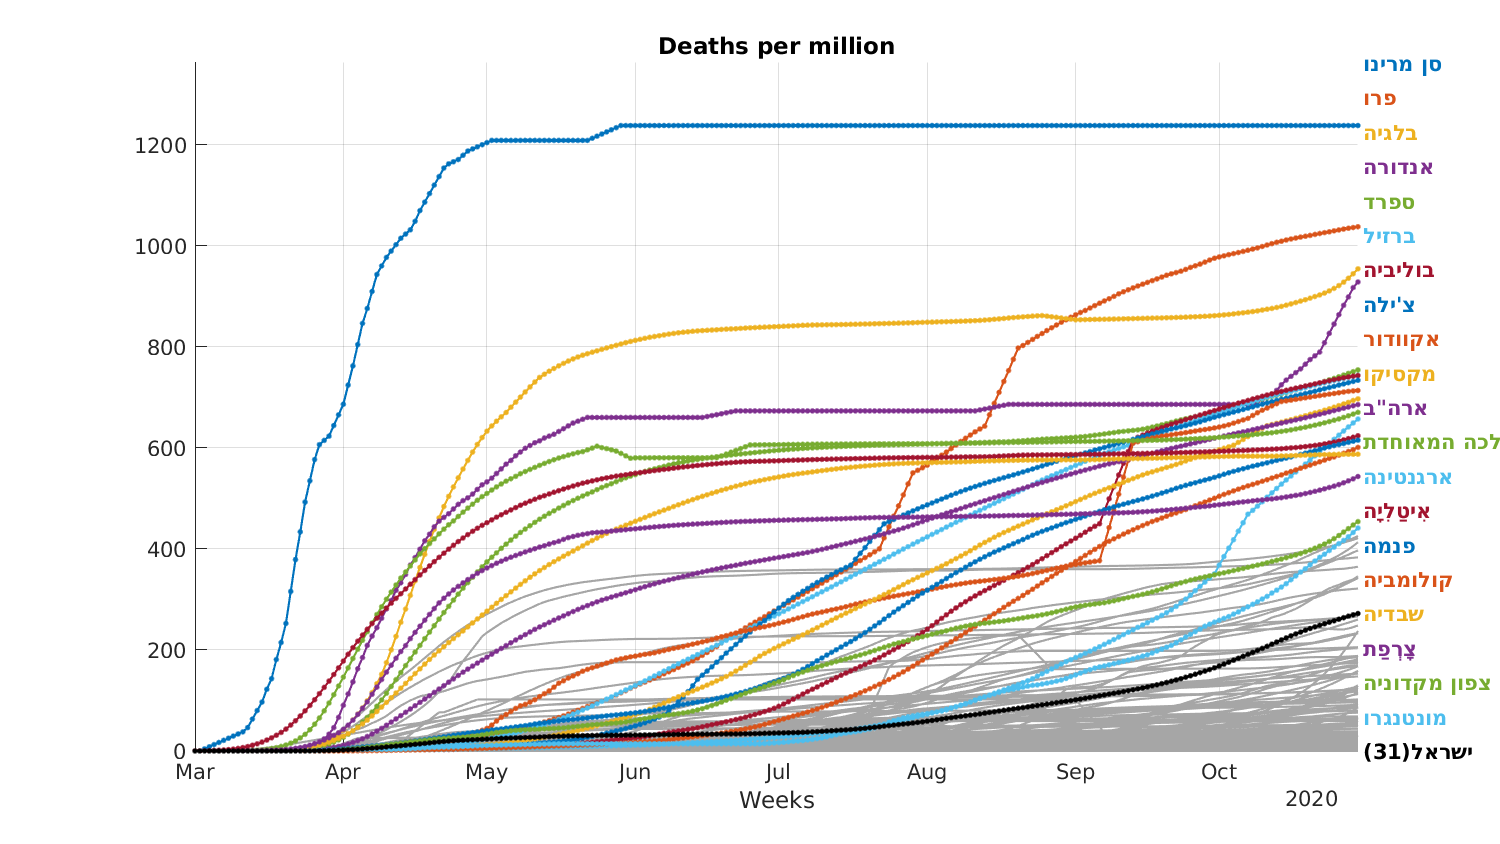 Deaths per million
1200
1000
800
600
400
200
0
Mar Apr May Jun Jul Aug Sep Oct
Weeks
2020
סן מרינו
פרו
בלגיה
אנדורה
ספרד
ברזיל
בוליביה
צ'ילה
אקוודור
מקסיקו
ארה"ב
לכה המאוחדת
ארגנטינה
אִיטַלְיָה
פנמה
קולומביה
שבדיה
צָרְפַת
צפון מקדוניה
מונטנגרו
ישראל(31)